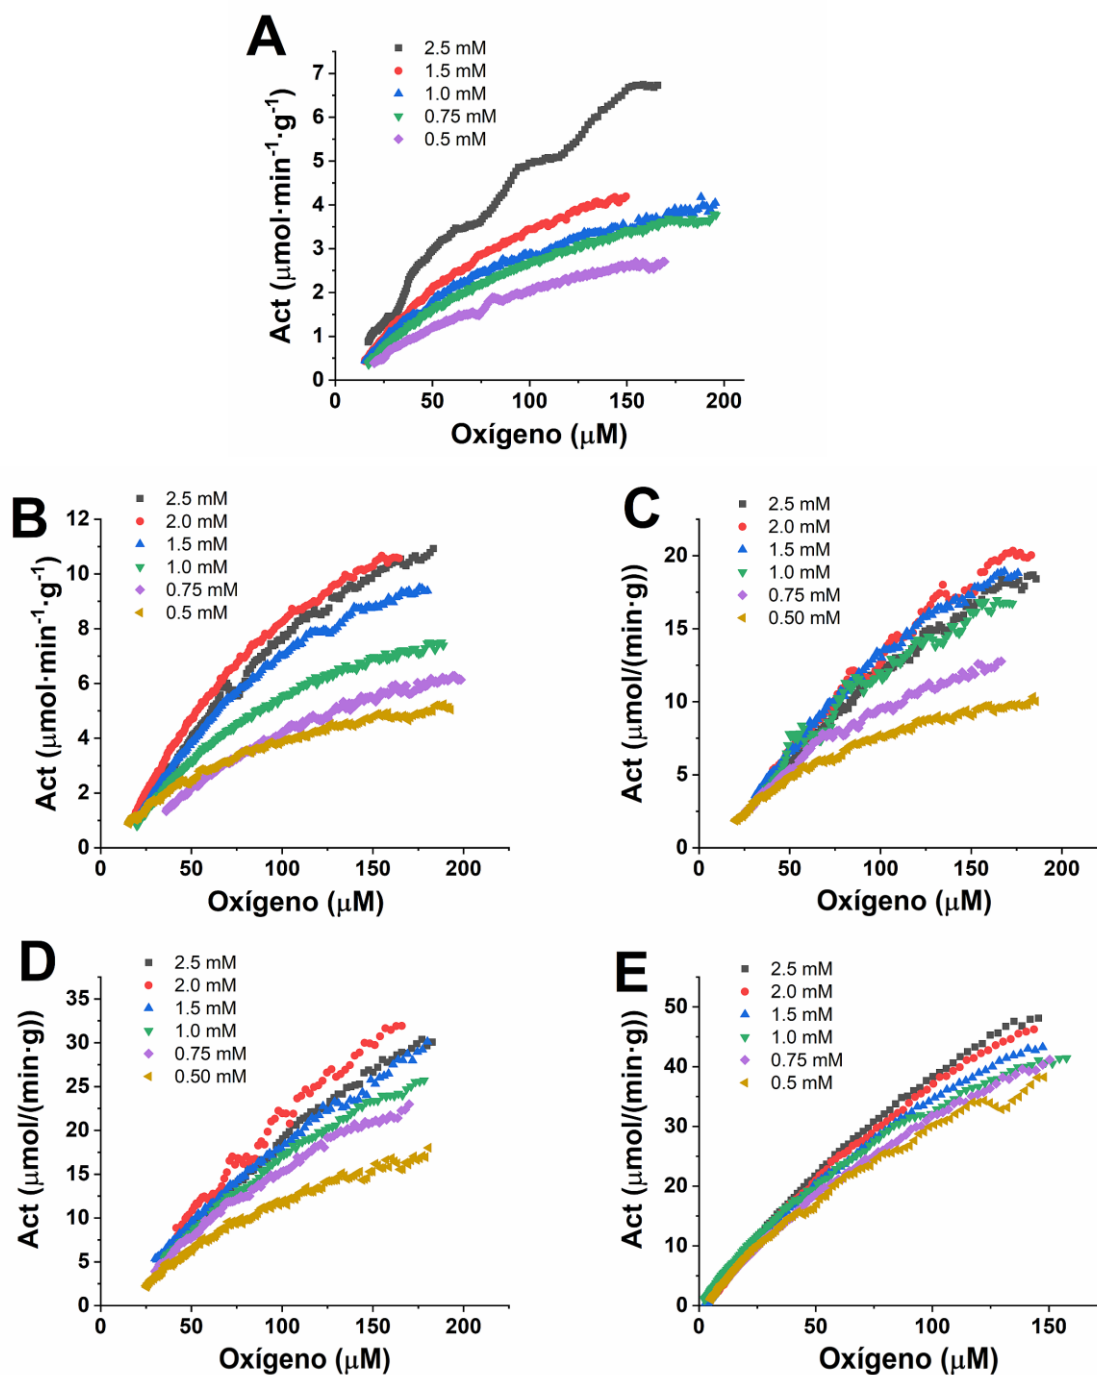 A
2.5 mM
1.5 mM
1.0 mM
0.75 mM
0.5 mM
Act (μmol·min⁻¹·g⁻¹)
7
6
5
4
3
2
1
0
0 50 100 150 200
Oxígeno (μM)
B
2.5 mM
2.0 mM
1.5 mM
1.0 mM
0.75 mM
0.5 mM
Act (μmol·min⁻¹·g⁻¹)
12
10
8
6
4
2
0
0 50 100 150 200
Oxígeno (μM)
C
2.5 mM
2.0 mM
1.5 mM
1.0 mM
0.75 mM
0.50 mM
Act (μmol/(min·g))
20
15
10
5
0
0 50 100 150 200
Oxígeno (μM)
D
2.5 mM
2.0 mM
1.5 mM
1.0 mM
0.75 mM
0.50 mM
Act (μmol/(min·g))
35
30
25
20
15
10
5
0
0 50 100 150 200
Oxígeno (μM)
E
2.5 mM
2.0 mM
1.5 mM
1.0 mM
0.75 mM
0.5 mM
Act (μmol/(min·g))
50
40
30
20
10
0
0 50 100 150
Oxígeno (μM)